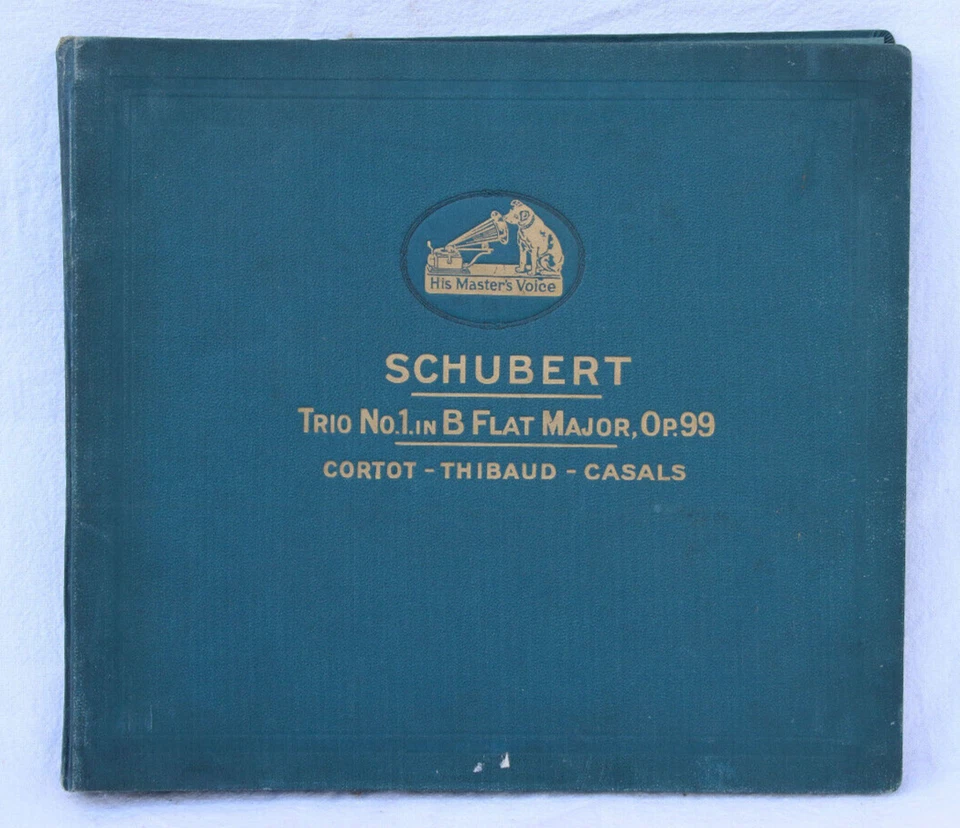 His Master's Voice
SCHUBERT
TRIO NO.1.IN B FLAT MAJOR, OP.99
CORTOT - THIBAUD - CASALS